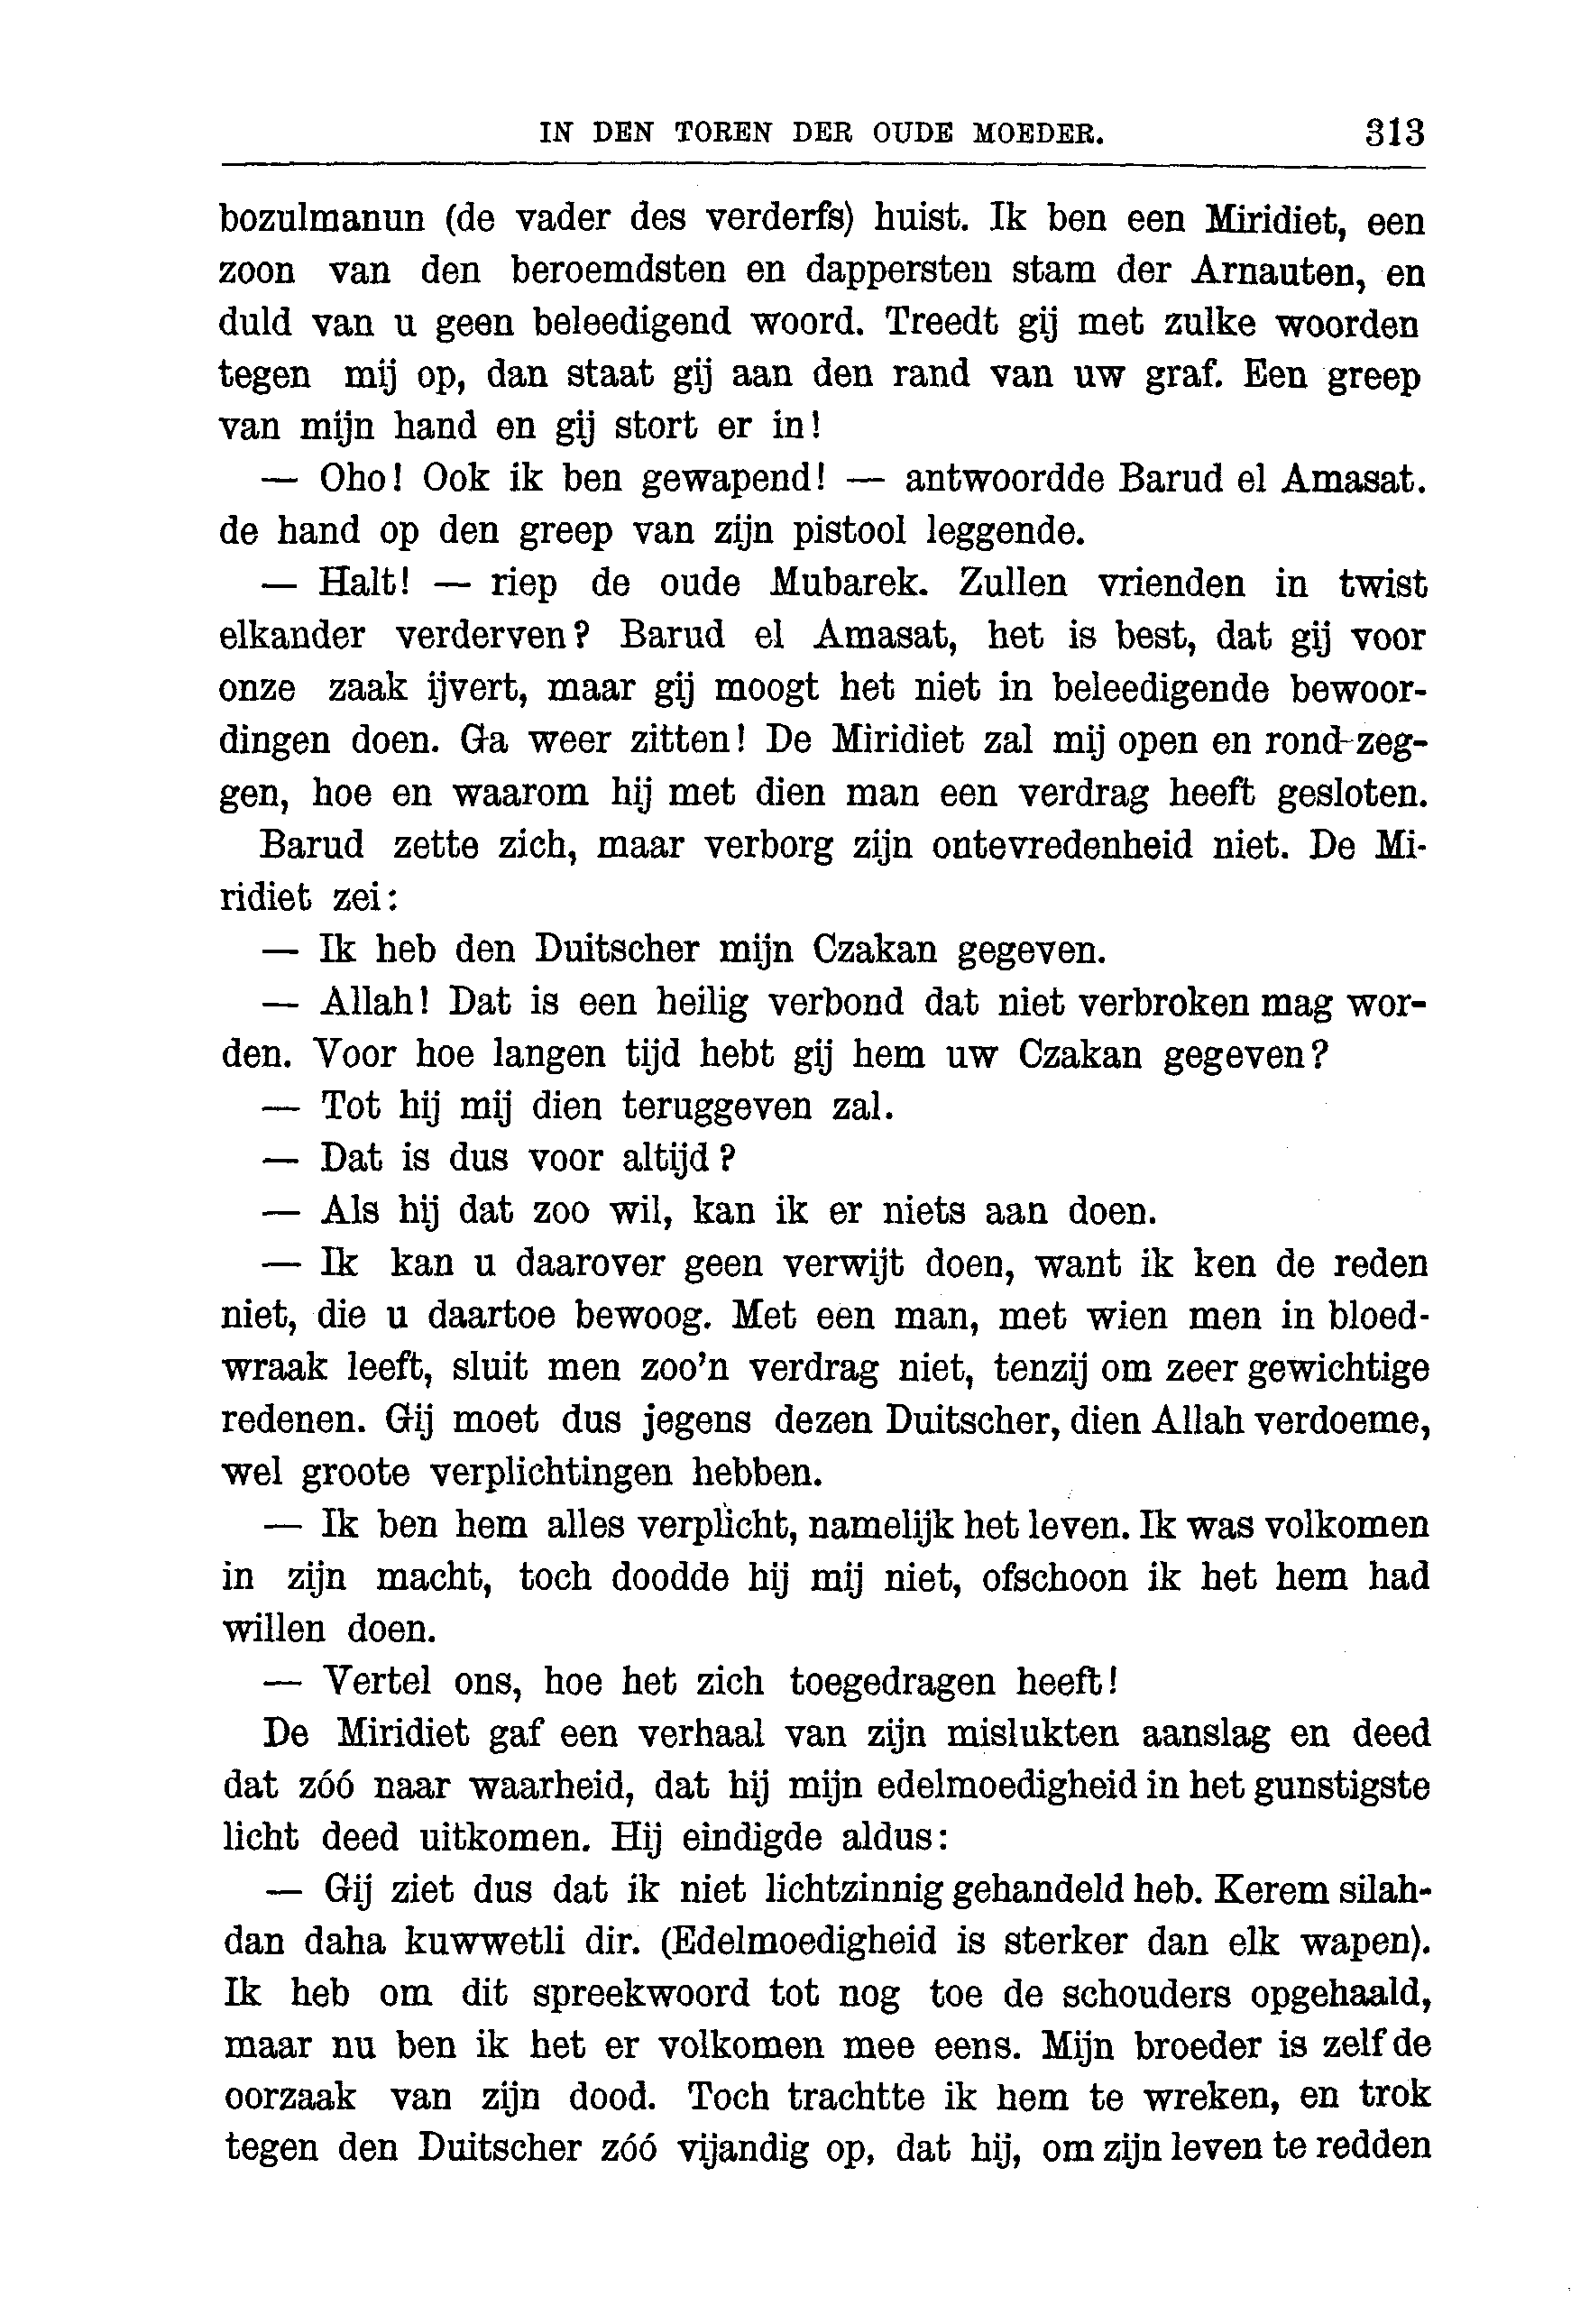 IN DEN TOREN DER OUDE MOEDER. 313
bozulmanun (de vader des verderfs) huist. Ik ben een Miridiet, een
zoon van den beroemdsten en dappersten stam der Arnauten, en
duld van u geen beleedigend woord. Treedt gij met zulke woorden
tegen mij op, dan staat gij aan den rand van uw graf. Een greep
van mijn hand en gij stort er in!
— Oho! Ook ik ben gewapend! — antwoordde Barud el Amasat.
de hand op den greep van zijn pistool leggende.
— Halt! — riep de oude Mubarek. Zullen vrienden in twist
elkander verderven? Barud el Amasat, het is best, dat gij voor
onze zaak ijvert, maar gij moogt het niet in beleedigende bewoor-
dingen doen. Ga weer zitten! De Miridiet zal mij open en rond-zeg-
gen, hoe en waarom hij met dien man een verdrag heeft gesloten.
Barud zette zich, maar verborg zijn ontevredenheid niet. De Mi-
ridiet zei:
— Ik heb den Duitscher mijn Czakan gegeven.
— Allah! Dat is een heilig verbond dat niet verbroken mag wor-
den. Voor hoe langen tijd hebt gij hem uw Czakan gegeven?
— Tot hij mij dien teruggeven zal.
— Dat is dus voor altijd?
— Als hij dat zoo wil, kan ik er niets aan doen.
— Ik kan u daarover geen verwijt doen, want ik ken de reden
niet, die u daartoe bewoog. Met een man, met wien men in bloed-
wraak leeft, sluit men zoo'n verdrag niet, tenzij om zeer gewichtige
redenen. Gij moet dus jegens dezen Duitscher, dien Allah verdoeme,
wel groote verplichtingen hebben.
— Ik ben hem alles verplicht, namelijk het leven. Ik was volkomen
in zijn macht, toch doodde hij mij niet, ofschoon ik het hem had
willen doen.
— Vertel ons, hoe het zich toegedragen heeft!
De Miridiet gaf een verhaal van zijn mislukten aanslag en deed
dat zóó naar waarheid, dat hij mijn edelmoedigheid in het gunstigste
licht deed uitkomen. Hij eindigde aldus:
— Gij ziet dus dat ik niet lichtzinnig gehandeld heb. Kerem silah-
dan daha kuwwetli dir. (Edelmoedigheid is sterker dan elk wapen).
Ik heb om dit spreekwoord tot nog toe de schouders opgehaald,
maar nu ben ik het er volkomen mee eens. Mijn broeder is zelf de
oorzaak van zijn dood. Toch trachtte ik hem te wreken, en trok
tegen den Duitscher zóó vijandig op, dat hij, om zijn leven te redden